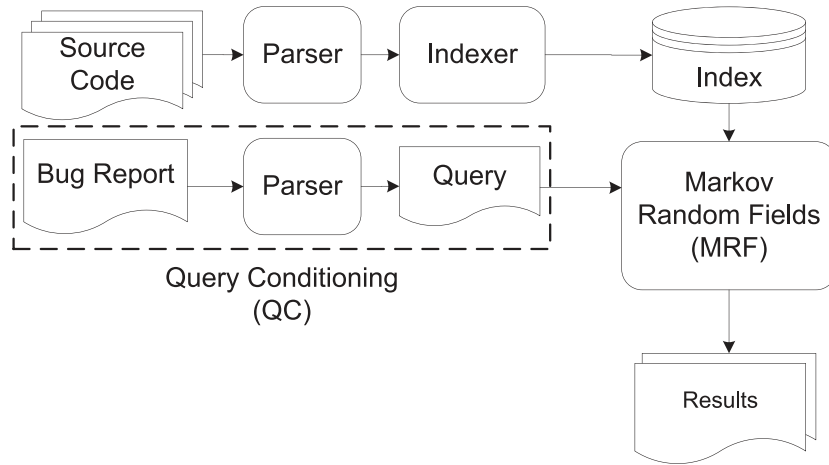 Source
Code
Parser
Indexer
Index
Bug Report
Parser
Query
Markov
Random Fields
(MRF)
Query Conditioning
(QC)
Results